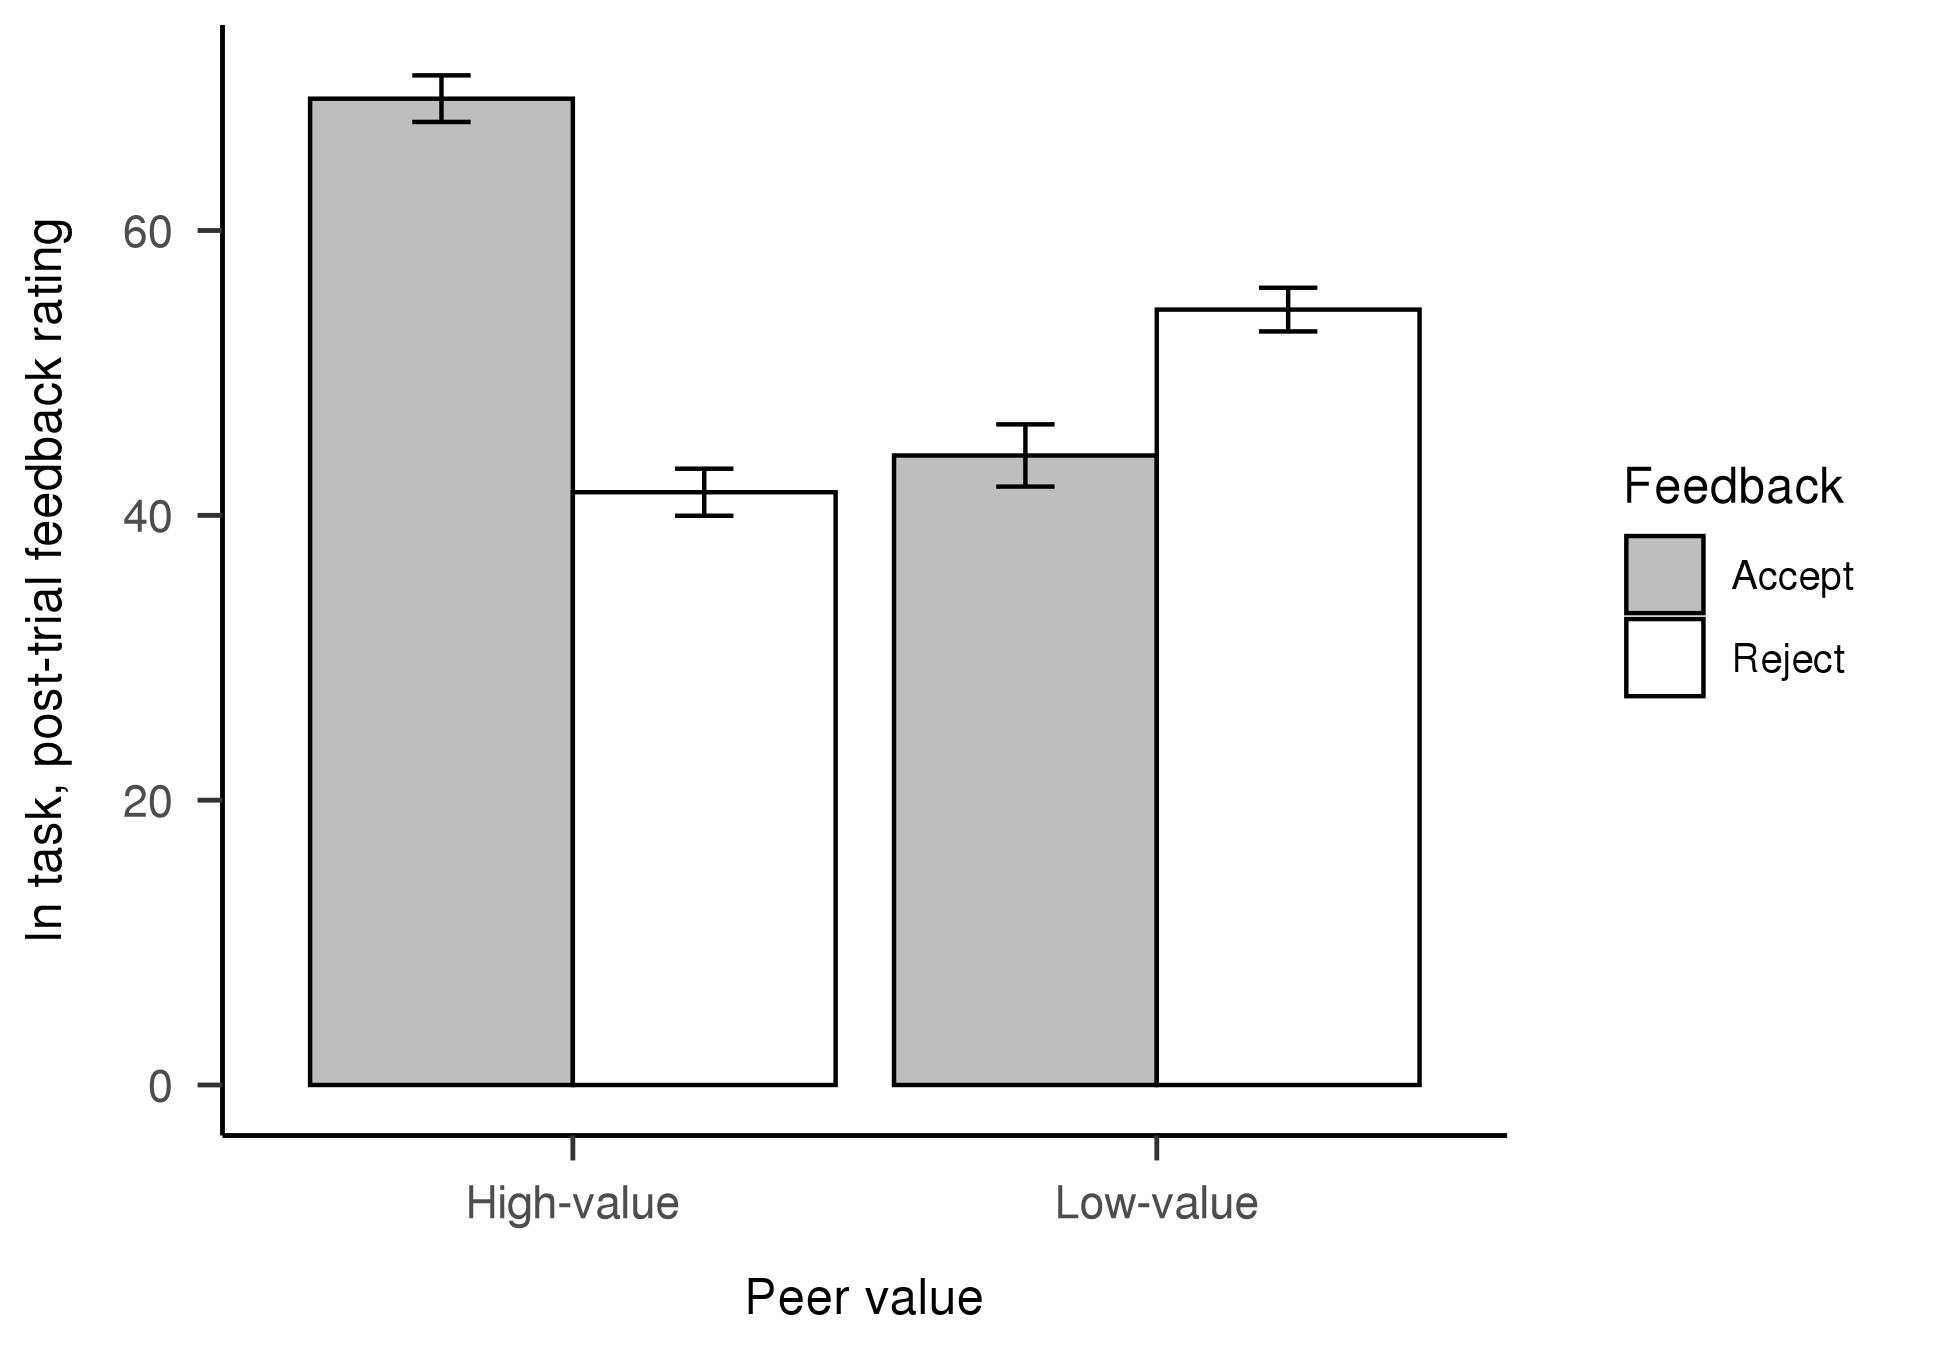 In task, post-trial feedback rating
60
40
20
0
High-value
Low-value
Peer value
Feedback
Accept
Reject